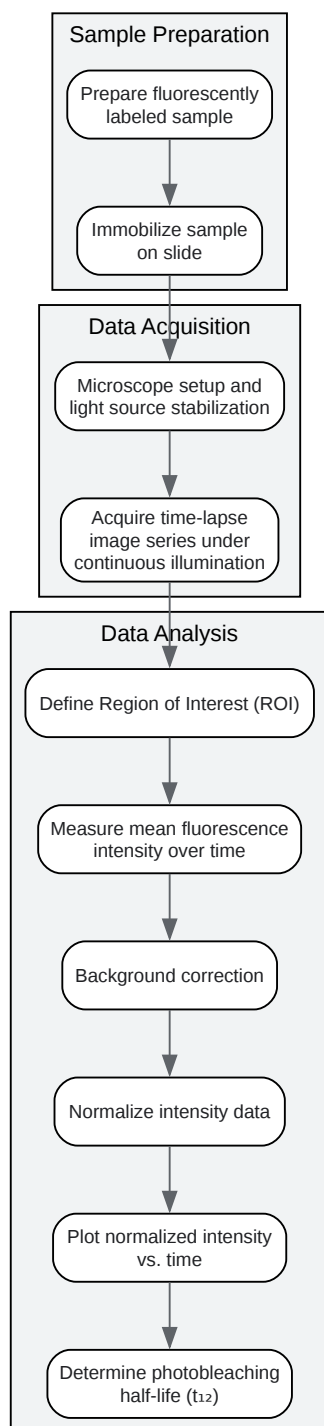 Sample Preparation
Prepare fluorescently
labeled sample
Immobilize sample
on slide
Data Acquisition
Microscope setup and
light source stabilization
Acquire time-lapse
image series under
continuous illumination
Data Analysis
Define Region of Interest (ROI)
Measure mean fluorescence
intensity over time
Background correction
Normalize intensity data
Plot normalized intensity
vs. time
Determine photobleaching
half-life (t₁₂)